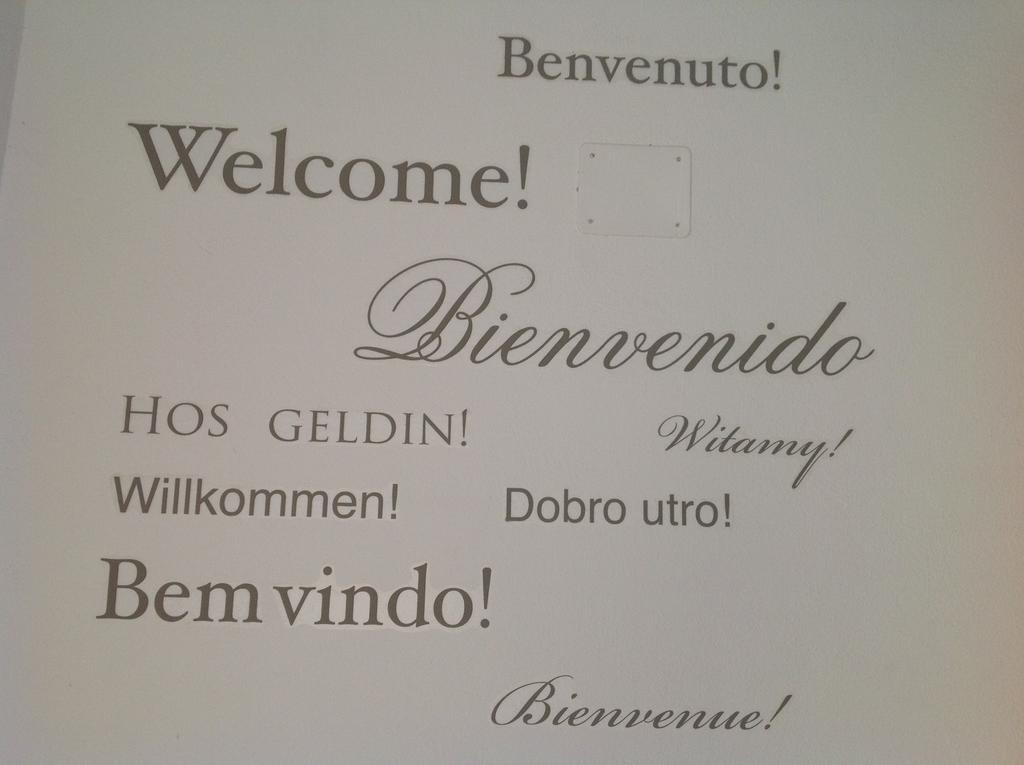 Benvenuto!
Welcome!
Bienvenido
HOS GELDIN!
Witamy!
Willkommen!
Dobro utro!
Bem vindo!
Bienvenue!